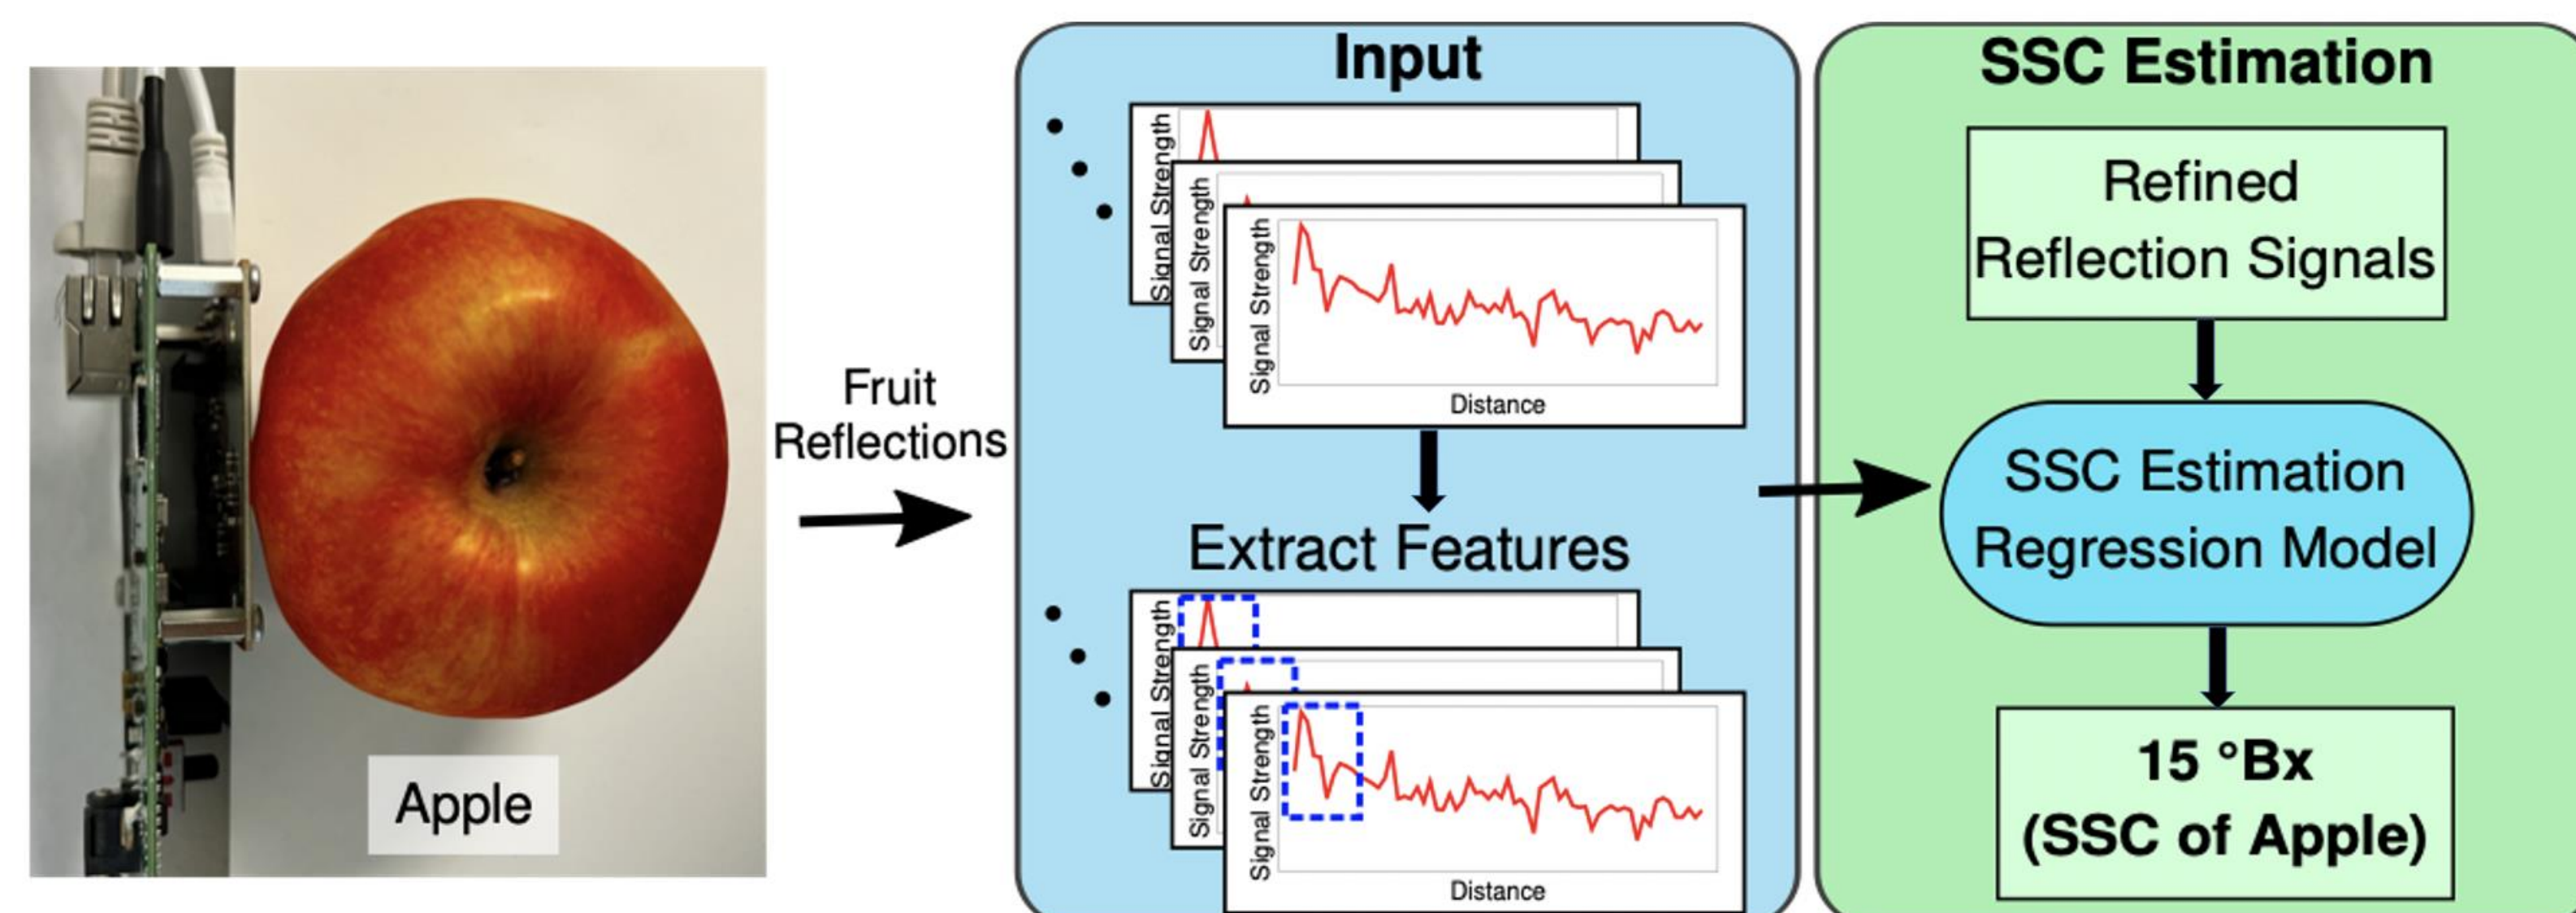 Apple
Fruit
Reflections
Input
Signal Strength
Signal Strength
Signal Strength
Distance
Extract Features
Signal Strength
Signal Strength
Signal Strength
Distance
SSC Estimation
Refined
Reflection Signals
SSC Estimation
Regression Model
15 °Bx
(SSC of Apple)